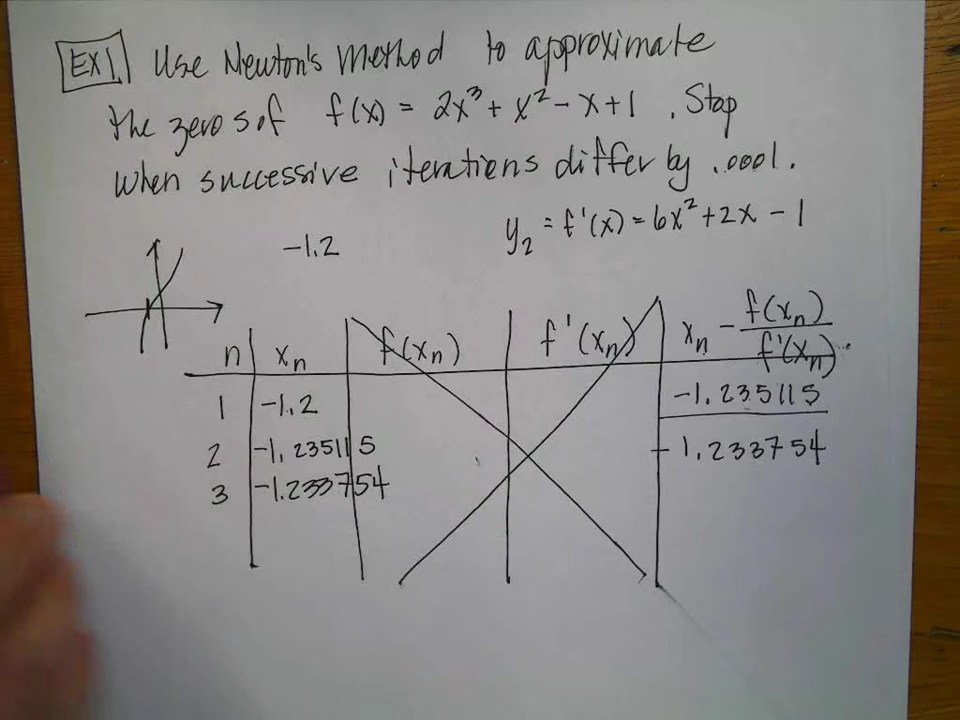 EX1. Use Newton's Method to approximate
the zeros of f(x) = 2x³ + x² - x + 1 . Stop
when successive iterations differ by .0001.
y₂ = f'(x) = 6x² + 2x - 1
-1.2
n xₙ f(xₙ) f'(xₙ) xₙ - f(xₙ)/f'(xₙ)
1 -1.2 -1.235115
2 -1.235115 -1.233754
3 -1.233754